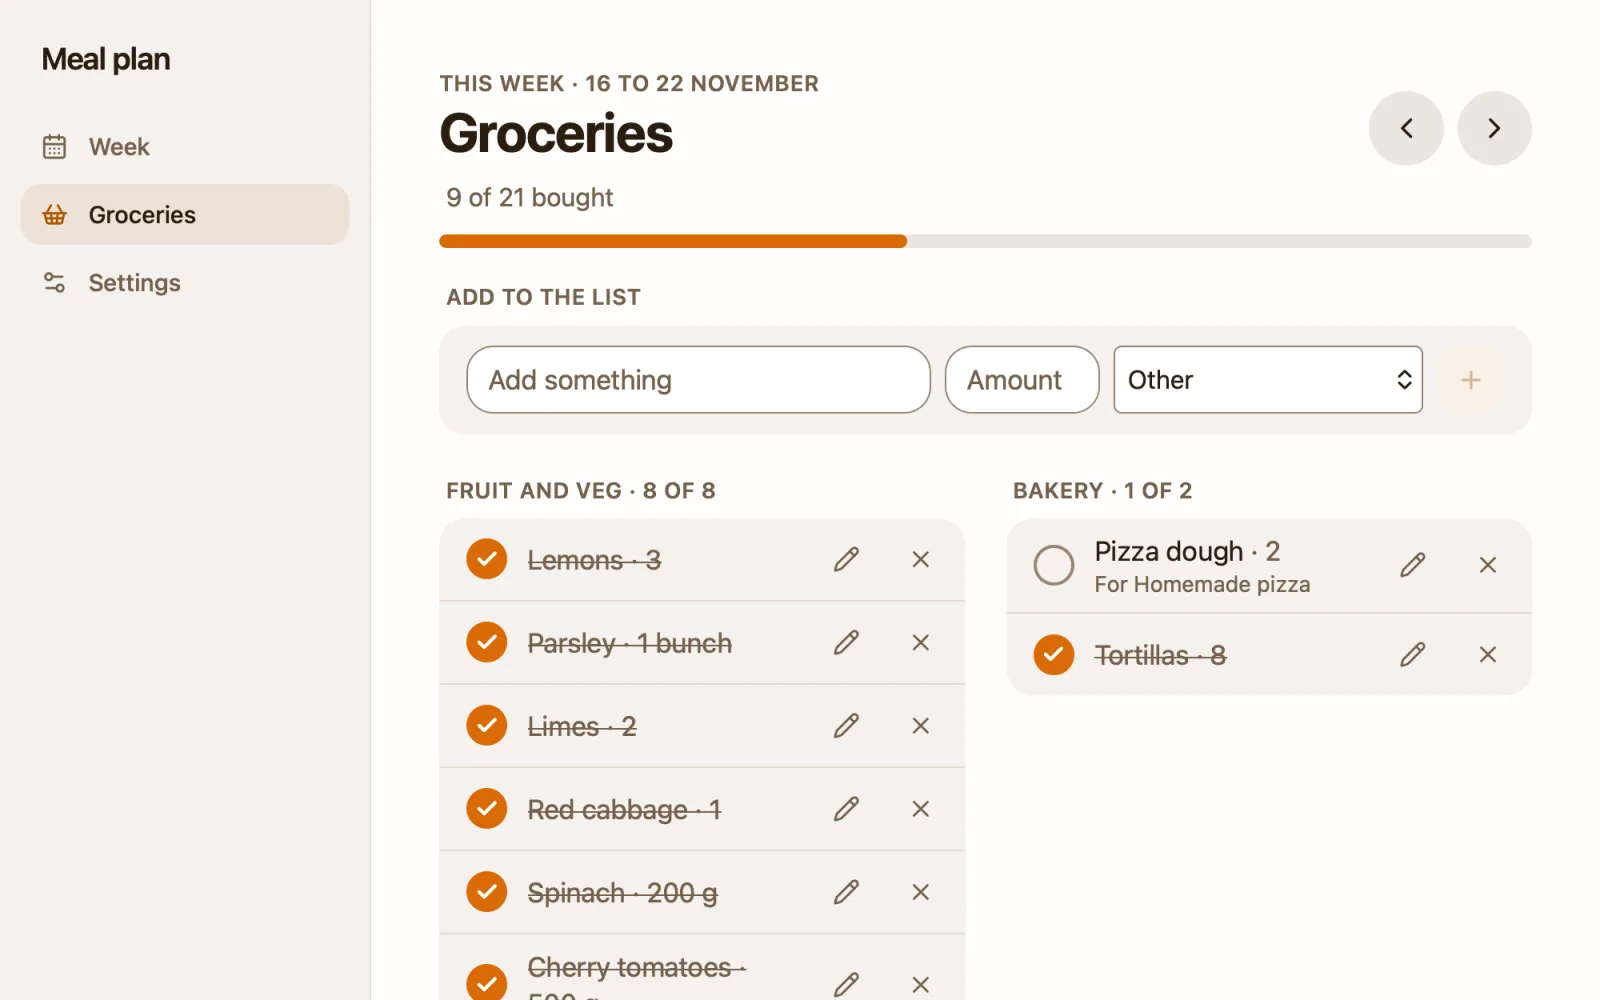 Meal plan
Week
Groceries
Settings
THIS WEEK · 16 TO 22 NOVEMBER
Groceries
9 of 21 bought
ADD TO THE LIST
Add something
Amount
Other
FRUIT AND VEG · 8 OF 8
Lemons · 3
Parsley · 1 bunch
Limes · 2
Red cabbage · 1
Spinach · 200 g
Cherry tomatoes ·
500 g
BAKERY · 1 OF 2
Pizza dough · 2
For Homemade pizza
Tortillas · 8